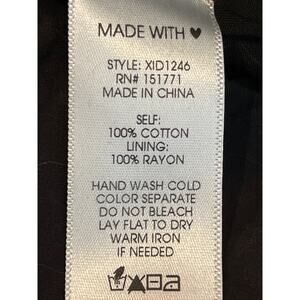 MADE WITH ♥
STYLE: XID1246
RN# 151771
MADE IN CHINA
SELF:
100% COTTON
LINING:
100% RAYON
HAND WASH COLD
COLOR SEPARATE
DO NOT BLEACH
LAY FLAT TO DRY
WARM IRON
IF NEEDED